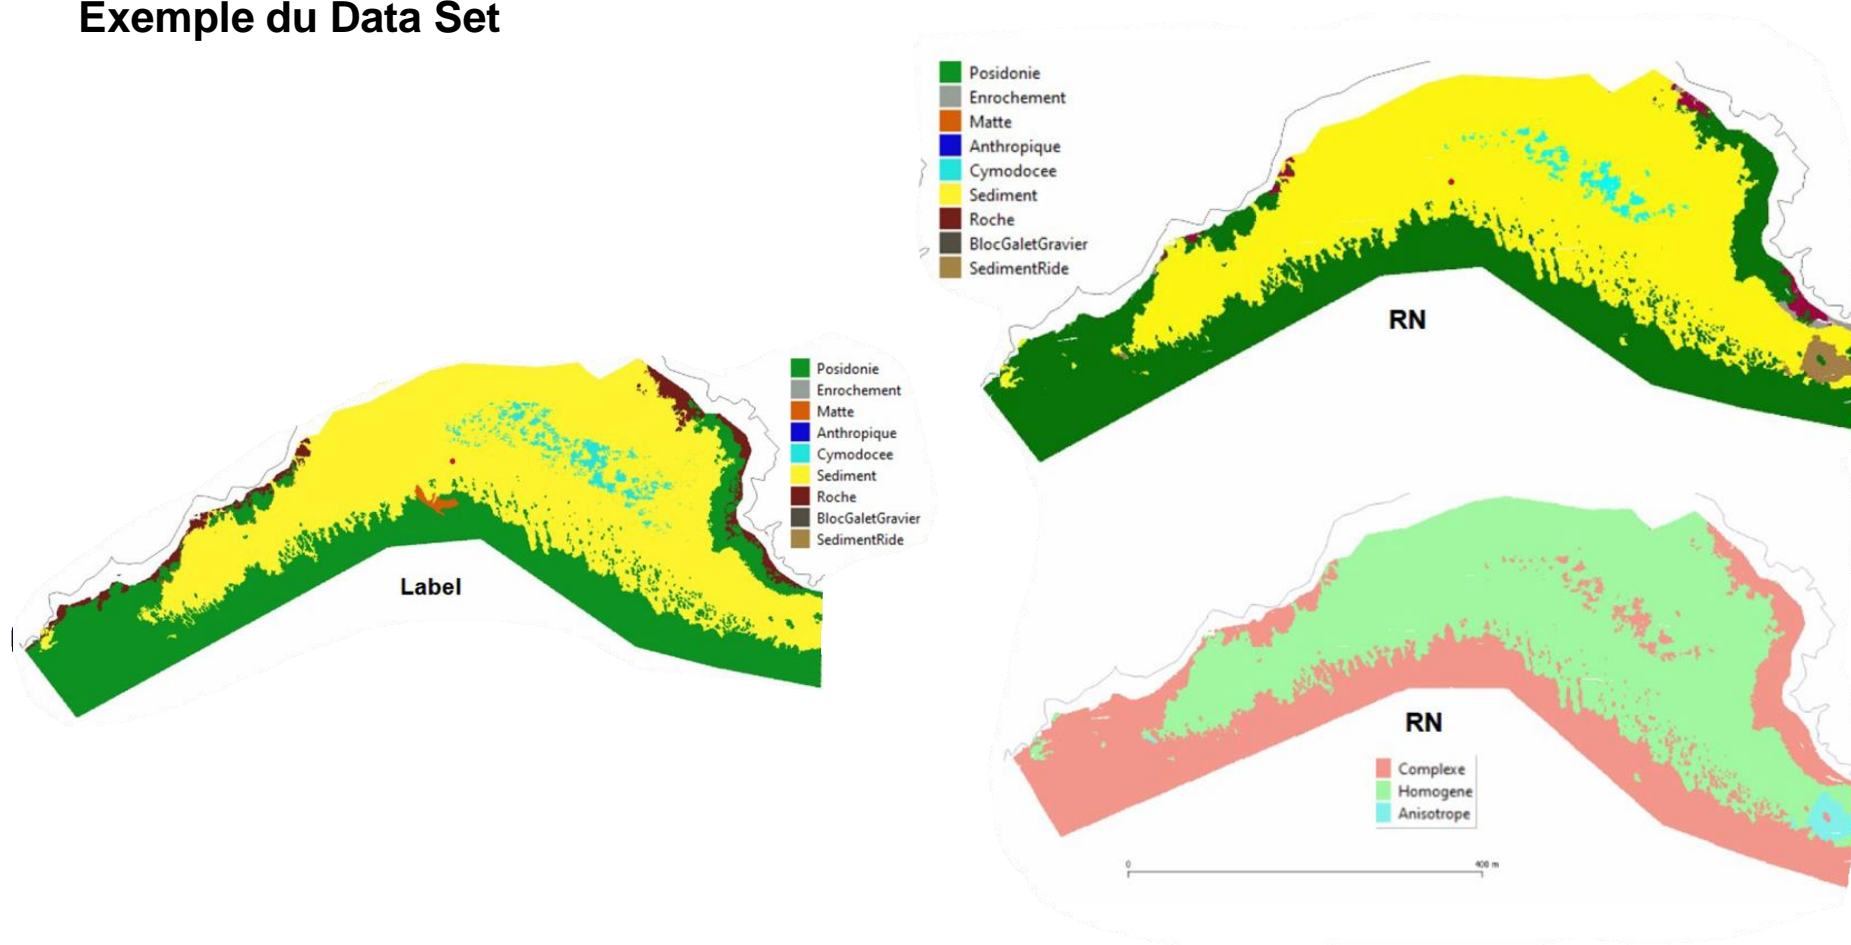 Exemple du Data Set
Posidonie
Enrochement
Matte
Anthropique
Cymodocee
Sediment
Roche
BlocGaletGravier
SedimentRide
Label
Posidonie
Enrochement
Matte
Anthropique
Cymodocee
Sediment
Roche
BlocGaletGravier
SedimentRide
RN
RN
Complexe
Homogene
Anisotrope
0 400 m